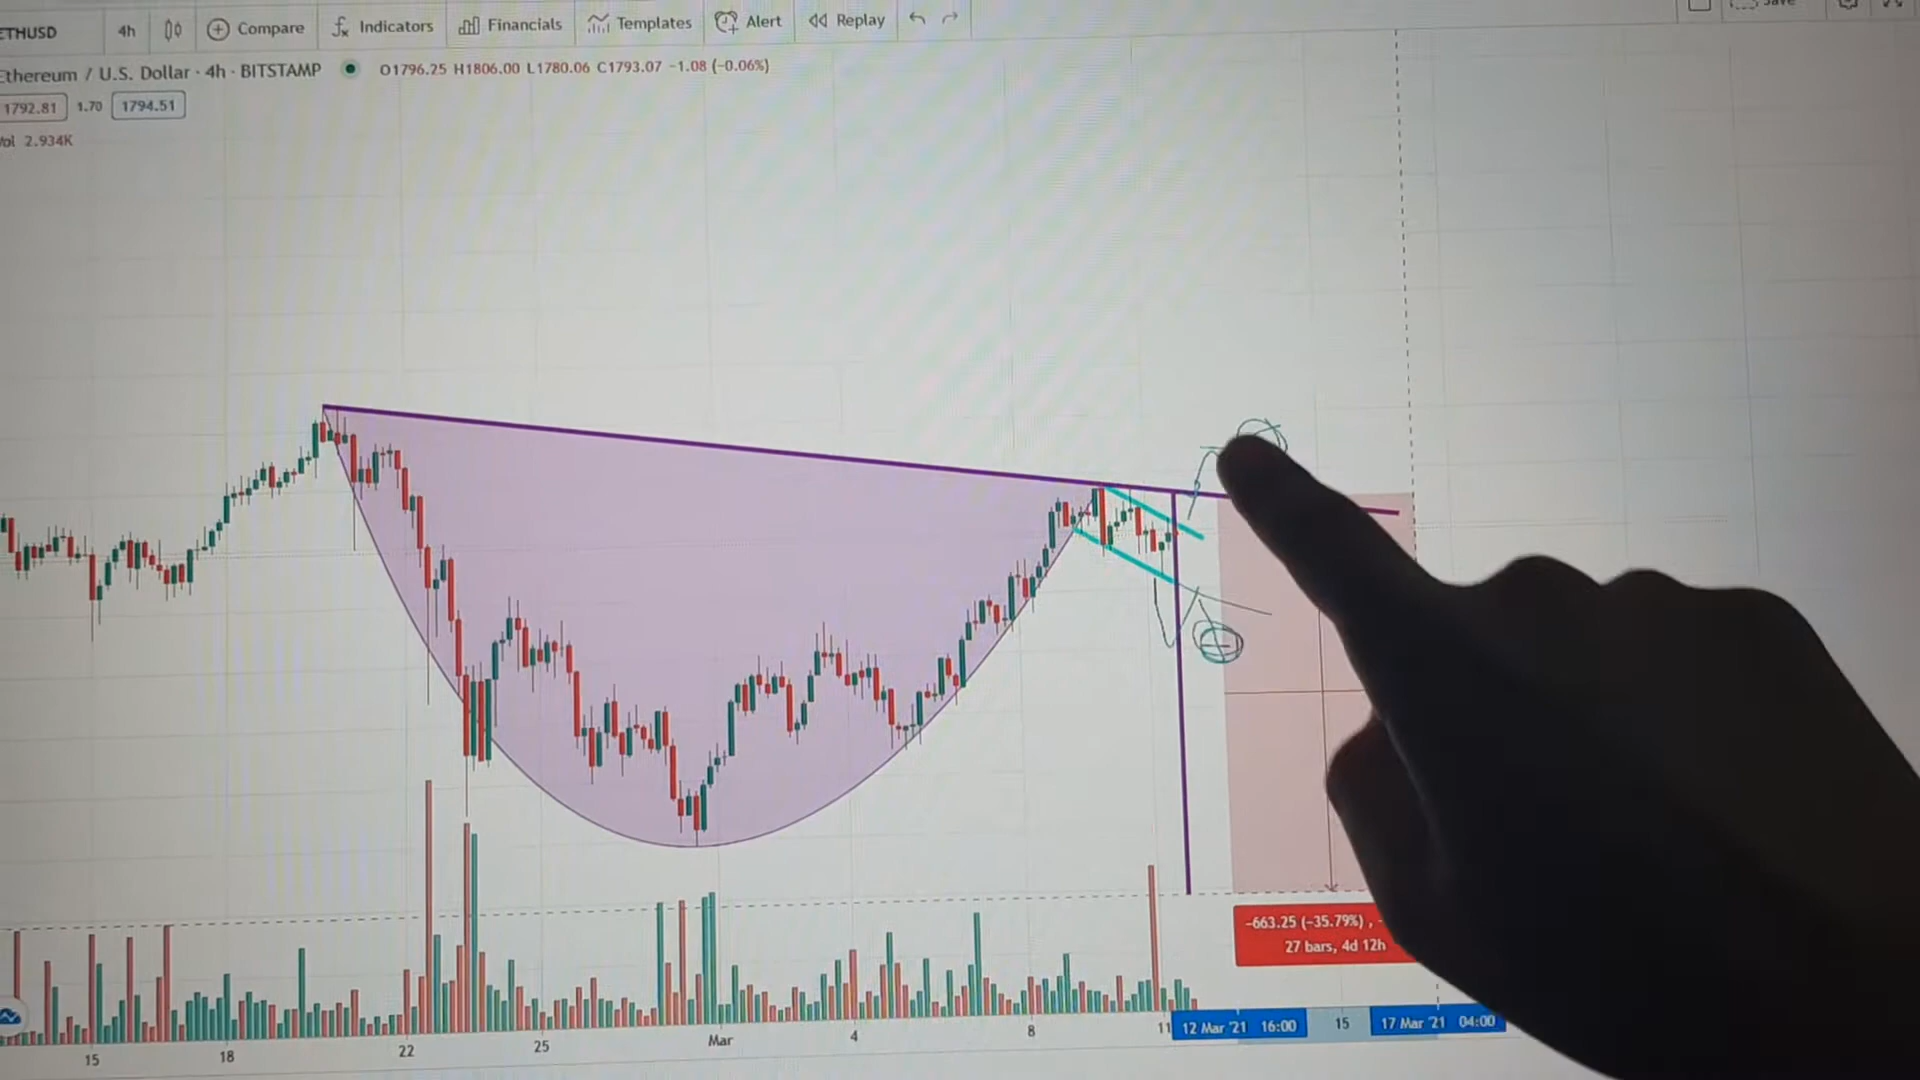 ETHUSD 4h Compare Indicators Financials Templates Alert Replay
Ethereum / U.S. Dollar · 4h · BITSTAMP O1796.25 H1806.00 L1780.06 C1793.07 −1.08 (−0.06%)
1792.81 1.70 1794.51
Vol 2.934K
-663.25 (-35.79%) , -
27 bars, 4d 12h
15 18 22 25 Mar 4 8 11 12 Mar '21 16:00 15 17 Mar '21 04:00